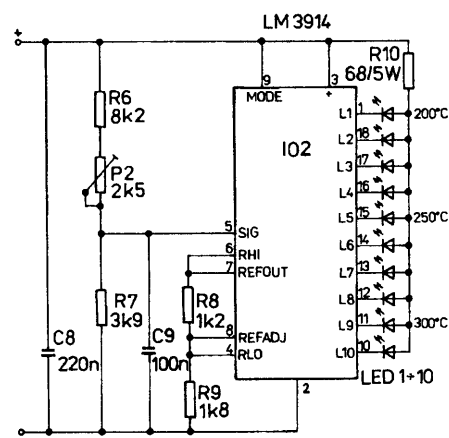 LM 3914
+
R10
68/5W
9
MODE
3
+
R6
8k2
P2
2k5
IO2
L1 1 200°C
L2 18
L3 17
L4 16
L5 15 250°C
L6 14
L7 13
L8 12
L9 11 300°C
L10 10
5 SIG
6 RHI
7 REFOUT
R8
1k2
8 REFADJ
4 RLO
R7
3k9
C9
100n
C8
220n
R9
1k8
2
LED 1÷10